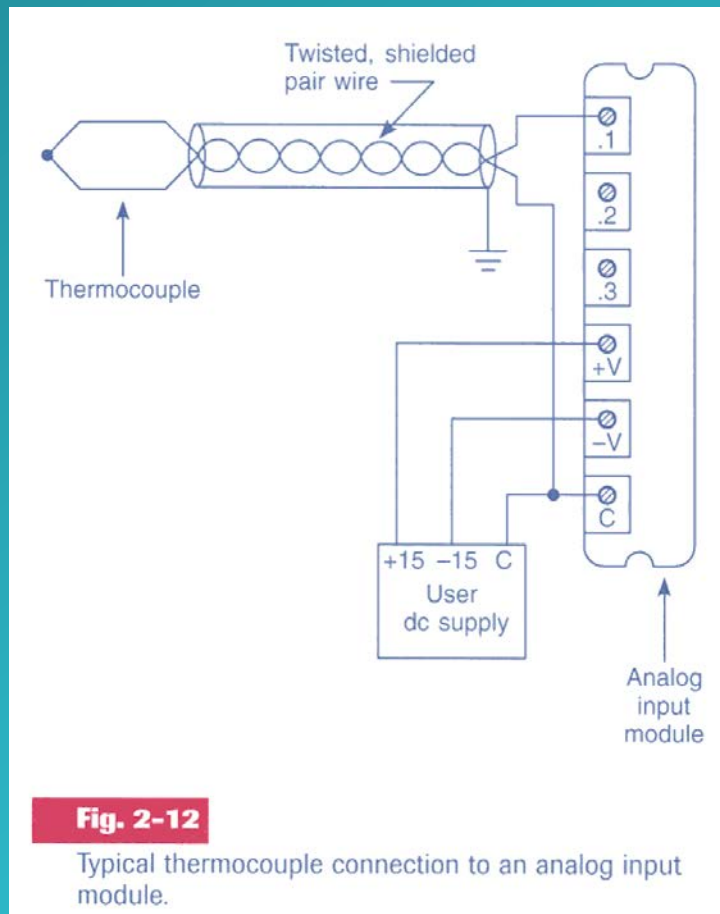 Twisted, shielded
pair wire
.1
.2
.3
Thermocouple
+V
–V
C
+15 –15 C
User
dc supply
Analog
input
module
Fig. 2-12
Typical thermocouple connection to an analog input
module.